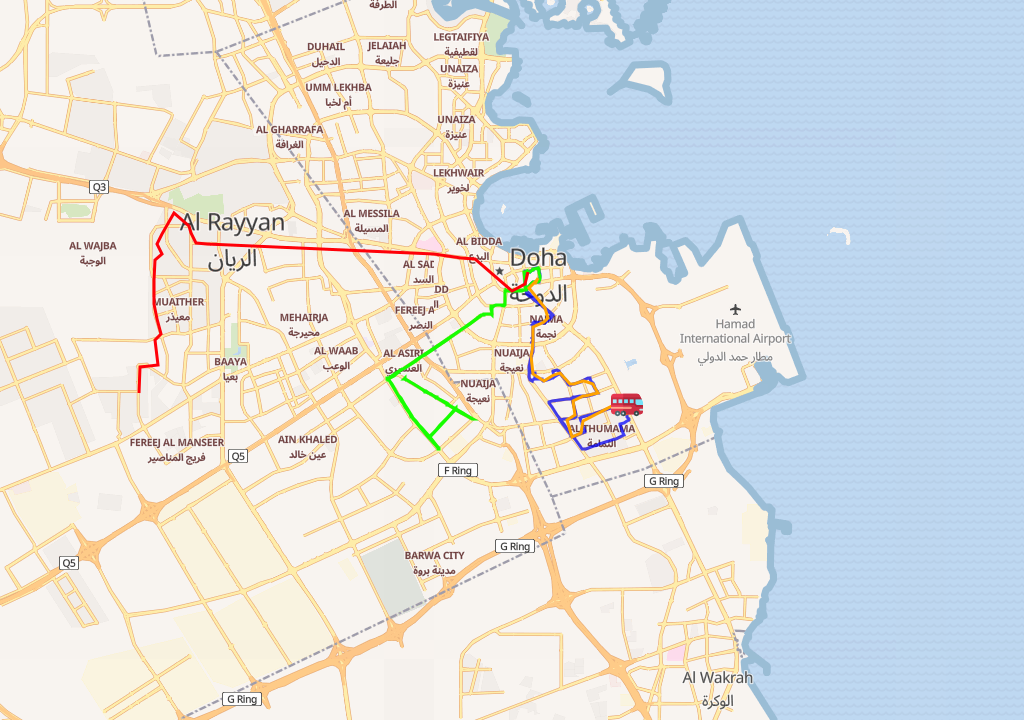 الطرفة
LEGTAIFIYA
لقطيفية
DUHAIL
الدحيل
JELAIAH
جليعة
UNAIZA
عنيزة
UMM LEKHBA
أم لخبا
UNAIZA
عنيزة
AL GHARRAFA
الغرافة
LEKHWAIR
لخوير
Q3
AL MESSILA
المسيلة
Al Rayyan
الريان
AL WAJBA
الوجبة
AL BIDDA
البدع
Doha
الدوحة
AL SAD
السد
DD
ال
MUAITHER
معيذر
MEHAIRJA
محيرجة
FEREEJ A
النصر
NAJMA
نجمة
Hamad
International Airport
مطار حمد الدولي
AL WAAB
الوعب
AL ASIRI
العسيري
NUAIJA
نعيجة
BAAYA
بعيا
NUAIJA
نعيجة
AL THUMAMA
الثمامة
FEREEJ AL MANSEER
فريج المناصير
AIN KHALED
عين خالد
Q5
F Ring
G Ring
G Ring
BARWA CITY
مدينة بروة
Q5
Al Wakrah
الوكرة
G Ring